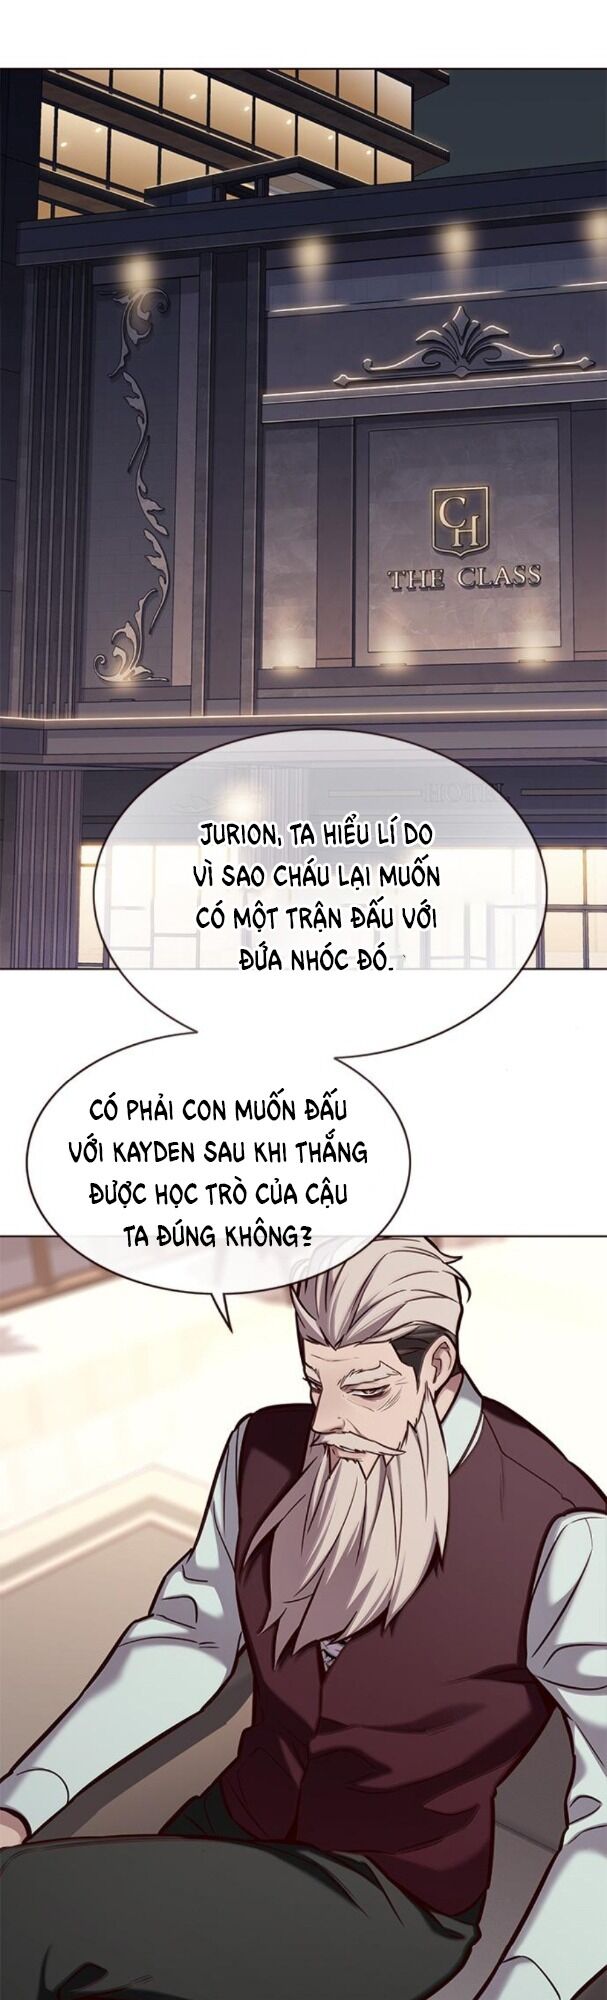 CH
THE CLASS
HOTEL
JURION, TA HIỂU LÍ DO
VÌ SAO CHÁU LẠI MUỐN
CÓ MỘT TRẬN ĐẤU VỚI
ĐỨA NHÓC ĐÓ.
CÓ PHẢI CON MUỐN ĐẤU
VỚI KAYDEN SAU KHI THẮNG
ĐƯỢC HỌC TRÒ CỦA CẬU
TA ĐÚNG KHÔNG?